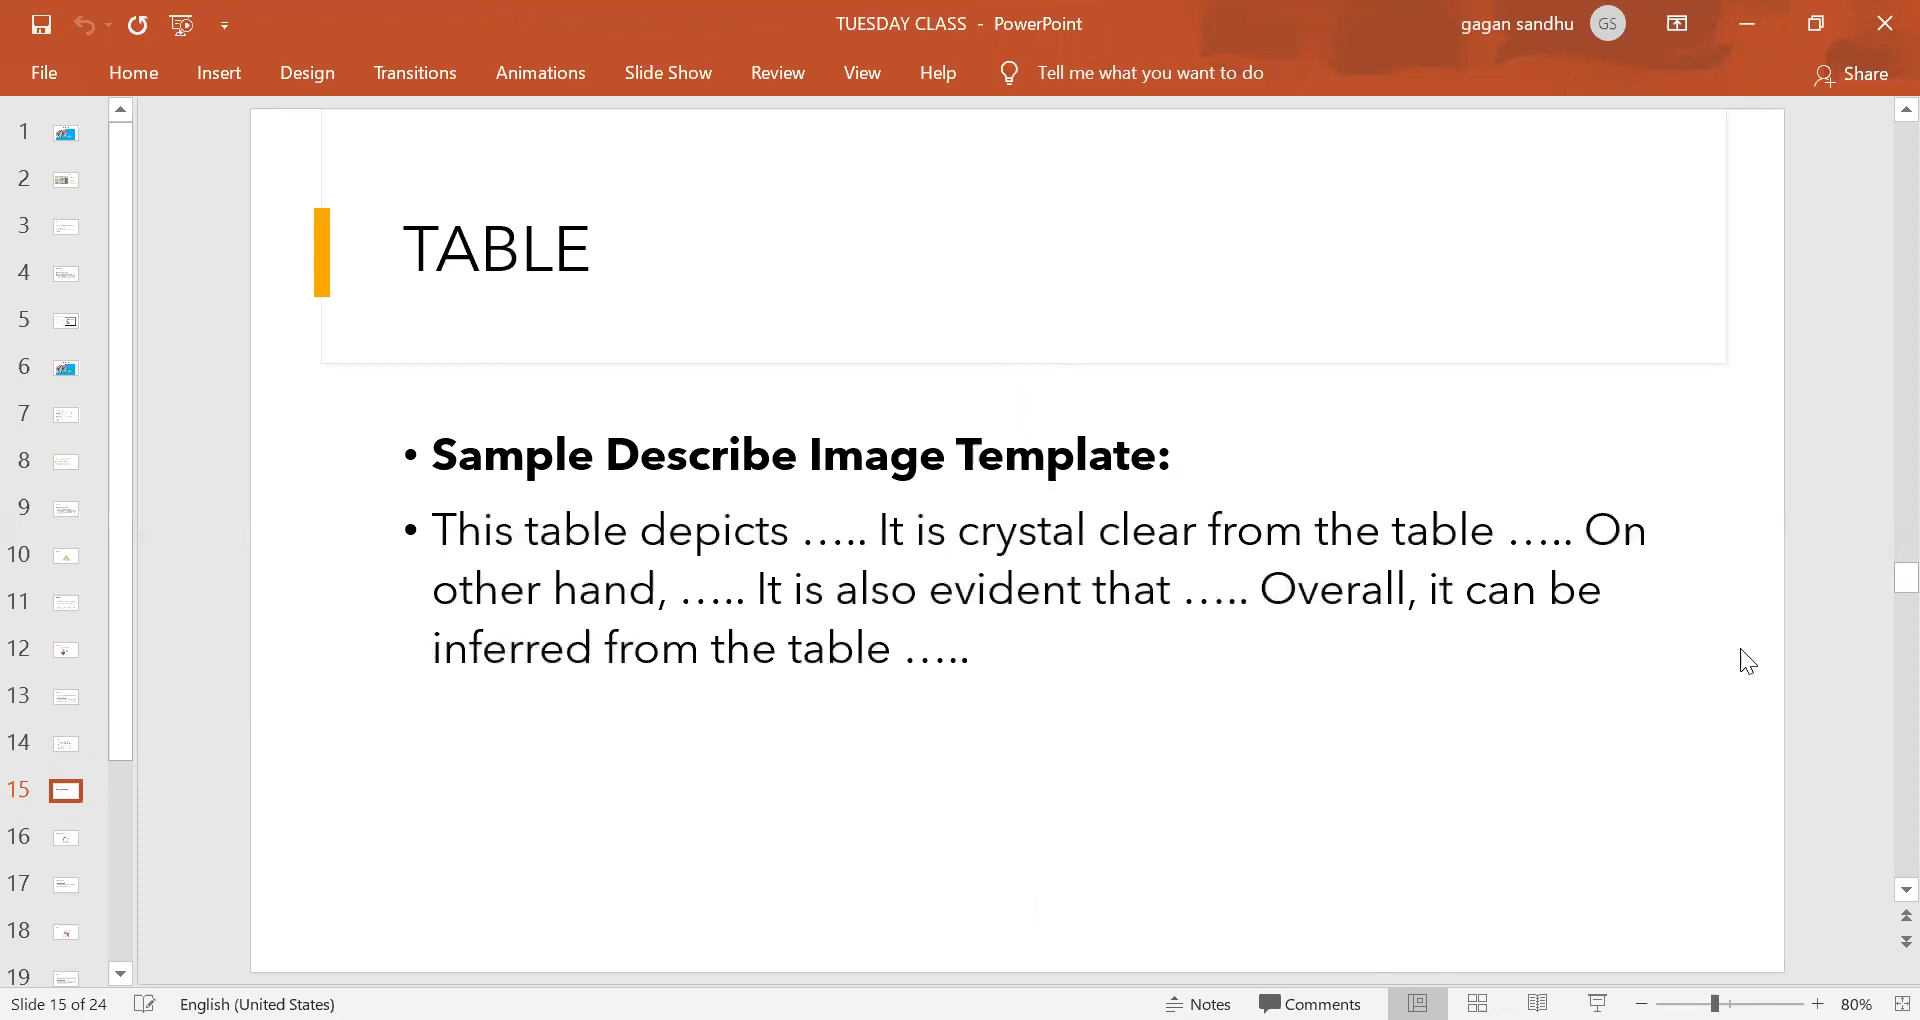 TUESDAY CLASS - PowerPoint
gagan sandhu GS
File Home Insert Design Transitions Animations Slide Show Review View Help Tell me what you want to do Share
1
2
3
4
5
6
7
8
9
10
11
12
13
14
15
16
17
18
19
TABLE
• Sample Describe Image Template:
• This table depicts ….. It is crystal clear from the table ….. On
other hand, ….. It is also evident that ….. Overall, it can be
inferred from the table …..
Slide 15 of 24 English (United States) Notes Comments 80%